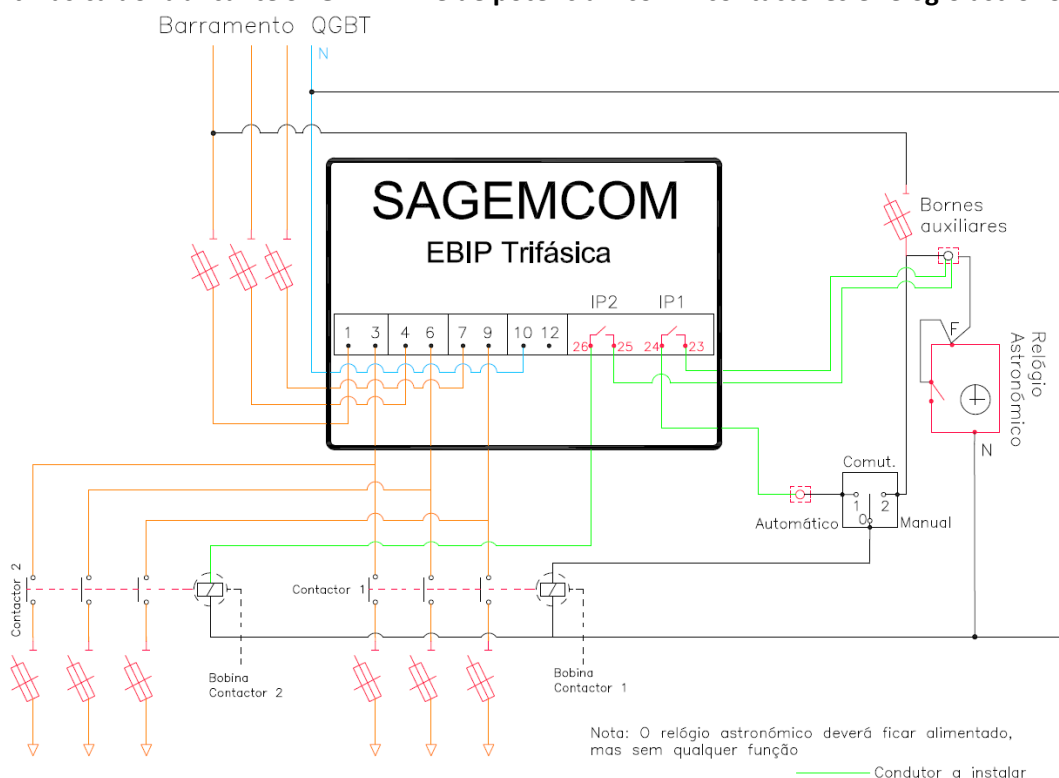 Barramento QGBT
N
SAGEMCOM
EBIP Trifásica
Bornes
auxiliares
IP2 IP1
1 3 4 6 7 9 10 12
26 25 24 23
F
Relógio
Astronómico
N
Comut.
1 2
0
Automático
Manual
Contactor 2
Contactor 1
Bobina
Contactor 2
Bobina
Contactor 1
Nota: O relógio astronómico deverá ficar alimentado,
mas sem qualquer função
Condutor a instalar